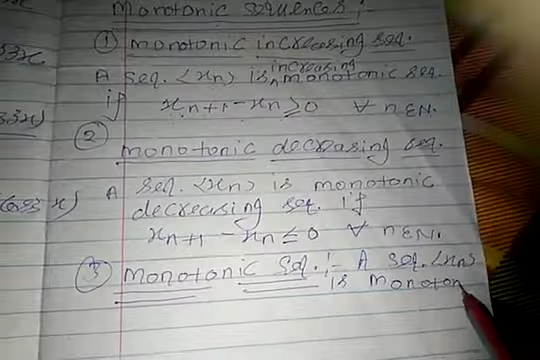 Monotonic sequences :-
① monotonic increasing seq.
increasing
A seq. <xn> is ^ monotonic seq.
if xn+1 - xn ≥ 0 ∀ n∈N.
②
monotonic decreasing seq.
A seq. <xn> is monotonic
decreasing seq. if
xn+1 - xn ≤ 0 ∀ n∈N.
③ monotonic seq. :- A seq. <xn>
is monoton